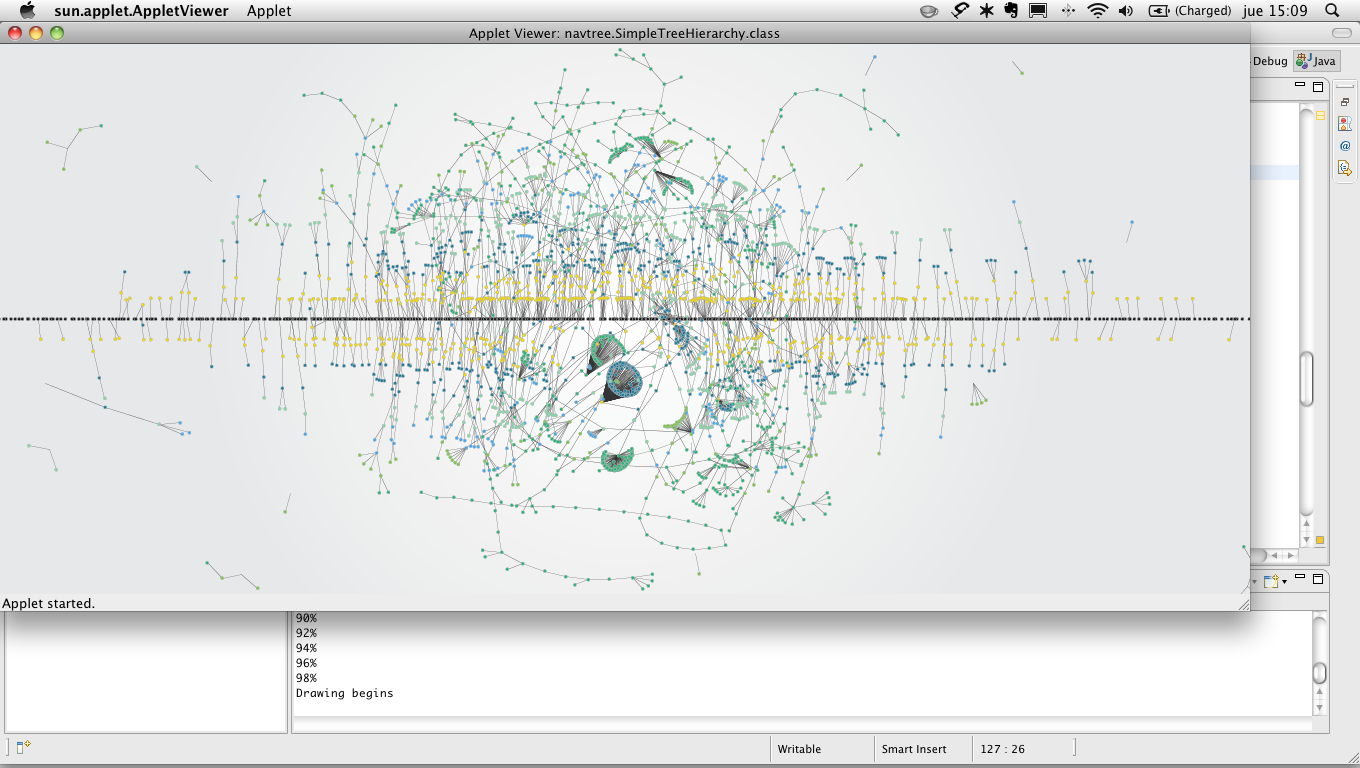 sun.applet.AppletViewer Applet (Charged) jue 15:09
Applet Viewer: navtree.SimpleTreeHierarchy.class
Debug Java
@
Applet started.
90%
92%
94%
96%
98%
Drawing begins
Writable Smart Insert 127 : 26